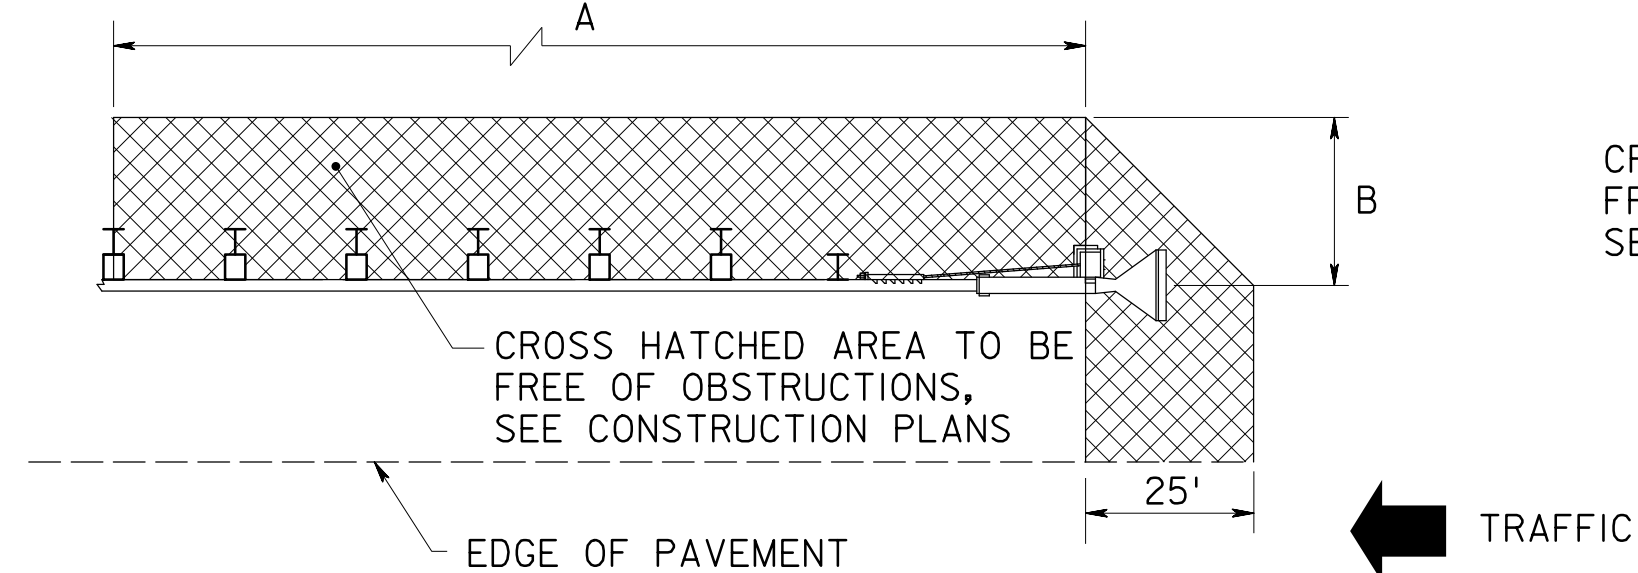 A
B
CROSS HATCHED AREA TO BE
FREE OF OBSTRUCTIONS,
SEE CONSTRUCTION PLANS
25'
EDGE OF PAVEMENT
TRAFFIC